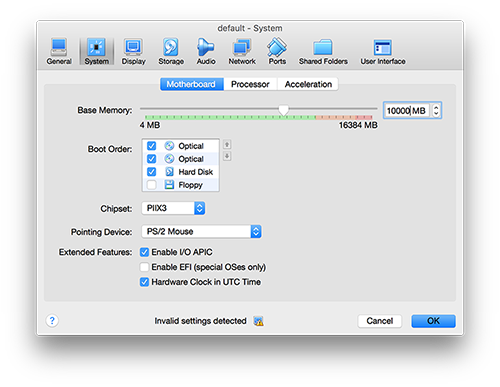 default - System
General System Display Storage Audio Network Ports Shared Folders User Interface
Motherboard Processor Acceleration
Base Memory: 10000 MB
4 MB 16384 MB
Boot Order: Optical
Optical
Hard Disk
Floppy
Chipset: PIIX3
Pointing Device: PS/2 Mouse
Extended Features: Enable I/O APIC
Enable EFI (special OSes only)
Hardware Clock in UTC Time
? Invalid settings detected Cancel OK